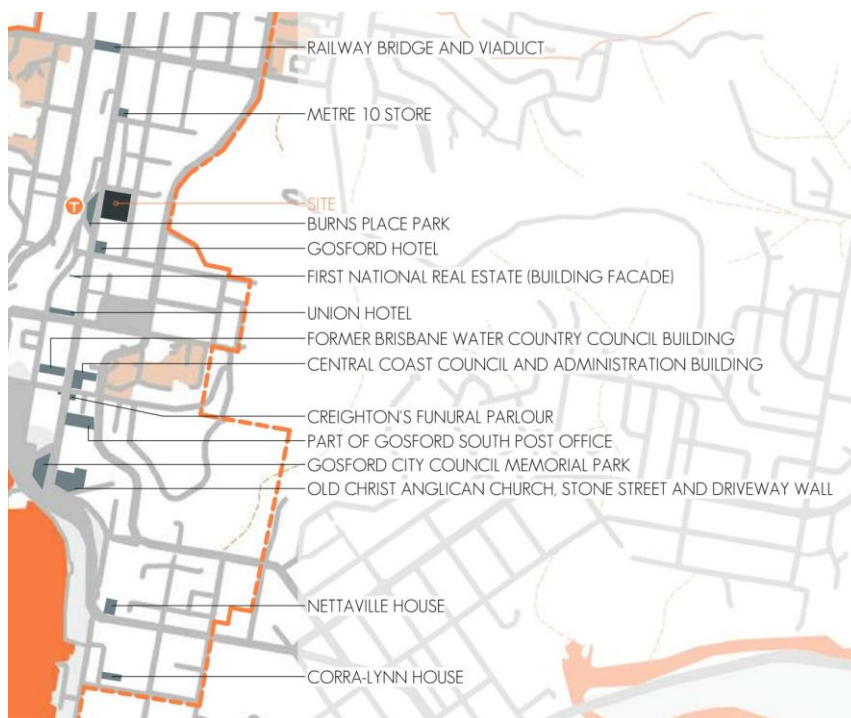 RAILWAY BRIDGE AND VIADUCT
METRE 10 STORE
T
SITE
BURNS PLACE PARK
GOSFORD HOTEL
FIRST NATIONAL REAL ESTATE (BUILDING FACADE)
UNION HOTEL
FORMER BRISBANE WATER COUNTRY COUNCIL BUILDING
CENTRAL COAST COUNCIL AND ADMINISTRATION BUILDING
CREIGHTON'S FUNURAL PARLOUR
PART OF GOSFORD SOUTH POST OFFICE
GOSFORD CITY COUNCIL MEMORIAL PARK
OLD CHRIST ANGLICAN CHURCH, STONE STREET AND DRIVEWAY WALL
NETTAVILLE HOUSE
CORRA-LYNN HOUSE